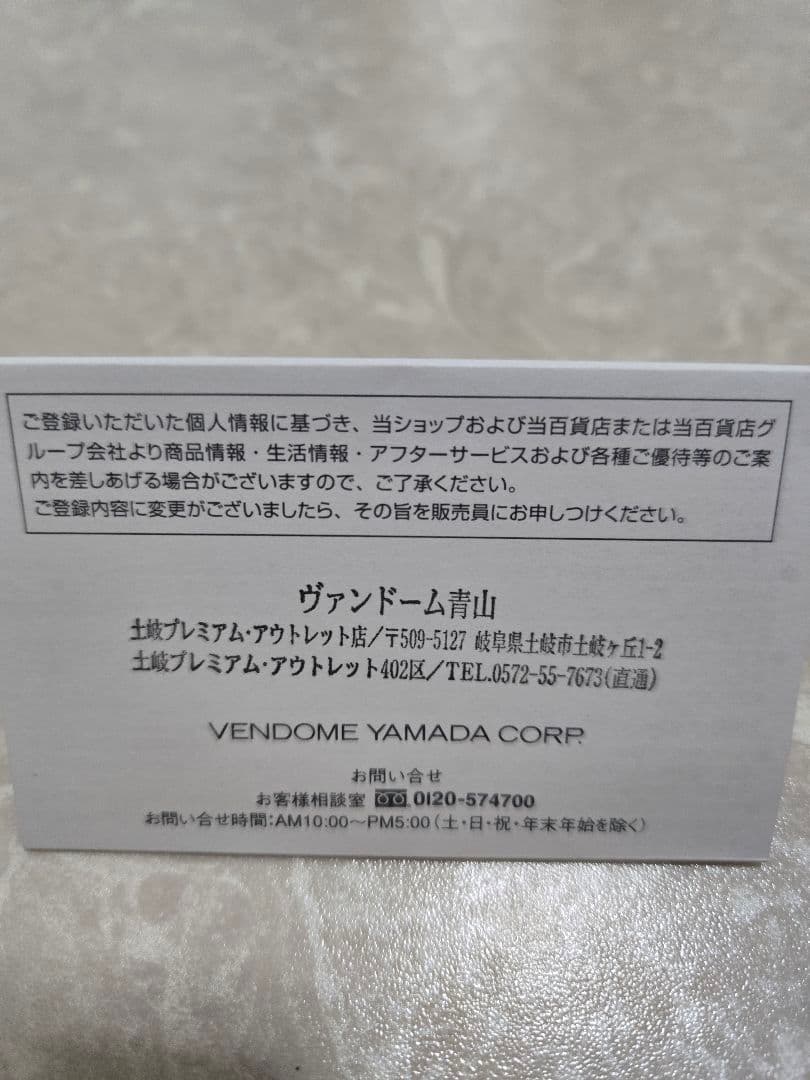 ご登録いただいた個人情報に基づき、当ショップおよび当百貨店または当百貨店グ
ループ会社より商品情報・生活情報・アフターサービスおよび各種ご優待等のご案
内を差しあげる場合がございますので、ご了承ください。
ご登録内容に変更がございましたら、その旨を販売員にお申しつけください。
ヴァンドーム青山
土岐プレミアム・アウトレット店/〒509-5127 岐阜県土岐市土岐ヶ丘1-2
土岐プレミアム・アウトレット402区/TEL.0572-55-7673(直通)
VENDOME YAMADA CORP.
お問い合せ
お客様相談室 0120-574700
お問い合せ時間:AM10:00～PM5:00(土・日・祝・年末年始を除く)